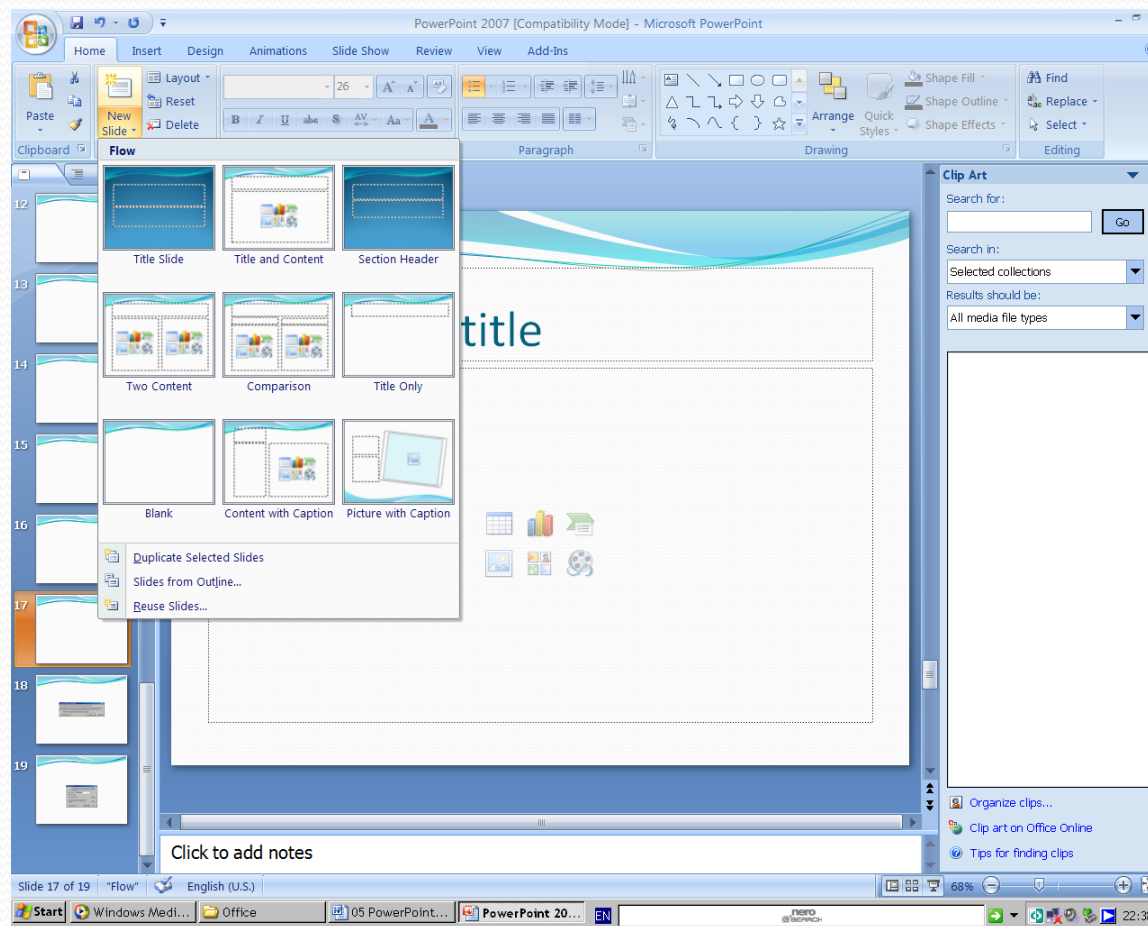 PowerPoint 2007 [Compatibility Mode] - Microsoft PowerPoint
Home Insert Design Animations Slide Show Review View Add-Ins
Paste
Clipboard
New Slide
Layout
Reset
Delete
26
B I U abc S AV Aa A
Paragraph
Arrange
Quick Styles
Shape Fill
Shape Outline
Shape Effects
Drawing
Find
Replace
Select
Editing
Flow
Title Slide Title and Content Section Header
Two Content Comparison Title Only
Blank Content with Caption Picture with Caption
Duplicate Selected Slides
Slides from Outline...
Reuse Slides...
12
13
14
15
16
17
18
19
title
Click to add notes
Clip Art
Search for:
Go
Search in:
Selected collections
Results should be:
All media file types
Organize clips...
Clip art on Office Online
Tips for finding clips
Slide 17 of 19 "Flow" English (U.S.) 68%
Start Windows Medi... Office 05 PowerPoint... PowerPoint 20... EN nero SEARCH